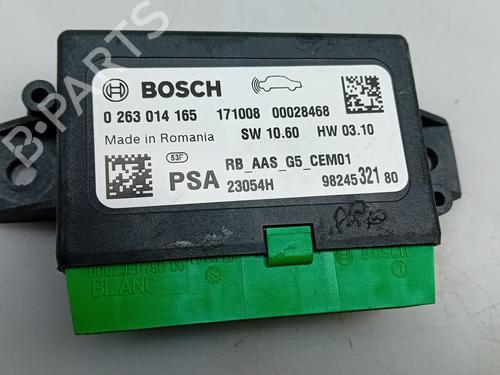 B-PARTS
BOSCH
0 263 014 165 171008 00028468
Made in Romania SW 10.60 HW 03.10
53F RB_AAS_G5_CEM01
PSA 23054H 98245 321 80
BLANC